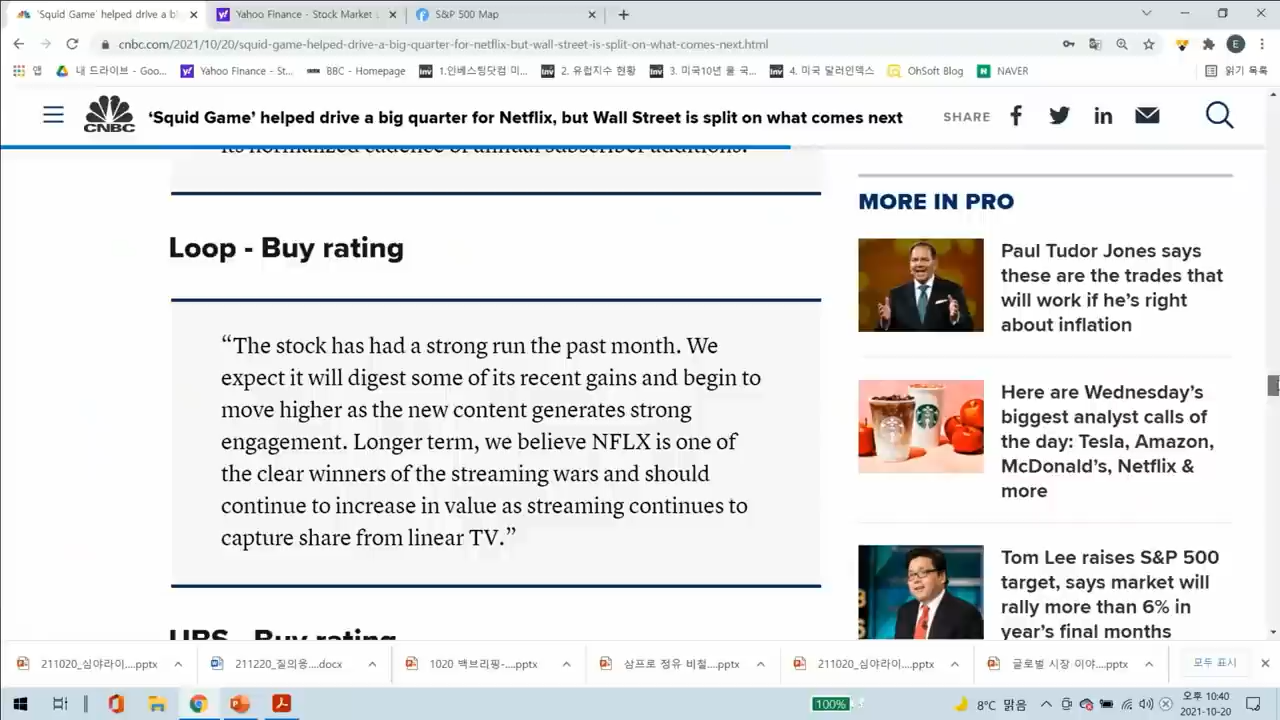 'Squid Game' helped drive a bi
Yahoo Finance - Stock Market
S&P 500 Map
cnbc.com/2021/10/20/squid-game-helped-drive-a-big-quarter-for-netflix-but-wall-street-is-split-on-what-comes-next.html
E
앱
내 드라이브 - Goo...
Yahoo Finance - St...
BBC - Homepage
1.인베스팅닷컴 미...
2. 유럽지수 현황
3. 미국10년 물 국...
4. 미국 달러인덱스
OhSoft Blog
NAVER
읽기 목록
CNBC
'Squid Game' helped drive a big quarter for Netflix, but Wall Street is split on what comes next
SHARE
its normalized cadence of annual subscriber additions.
Loop - Buy rating
“The stock has had a strong run the past month. We
expect it will digest some of its recent gains and begin to
move higher as the new content generates strong
engagement. Longer term, we believe NFLX is one of
the clear winners of the streaming wars and should
continue to increase in value as streaming continues to
capture share from linear TV.”
UBS - Buy rating
MORE IN PRO
Paul Tudor Jones says
these are the trades that
will work if he's right
about inflation
Here are Wednesday's
biggest analyst calls of
the day: Tesla, Amazon,
McDonald's, Netflix &
more
Tom Lee raises S&P 500
target, says market will
rally more than 6% in
year's final months
211020_심야라이....pptx
211220_질의응....docx
1020 백브리핑-....pptx
삼프로 정유 비철....pptx
211020_심야라이....pptx
글로벌 시장 이야....pptx
모두 표시
100%
8°C 맑음
오후 10:40
2021-10-20